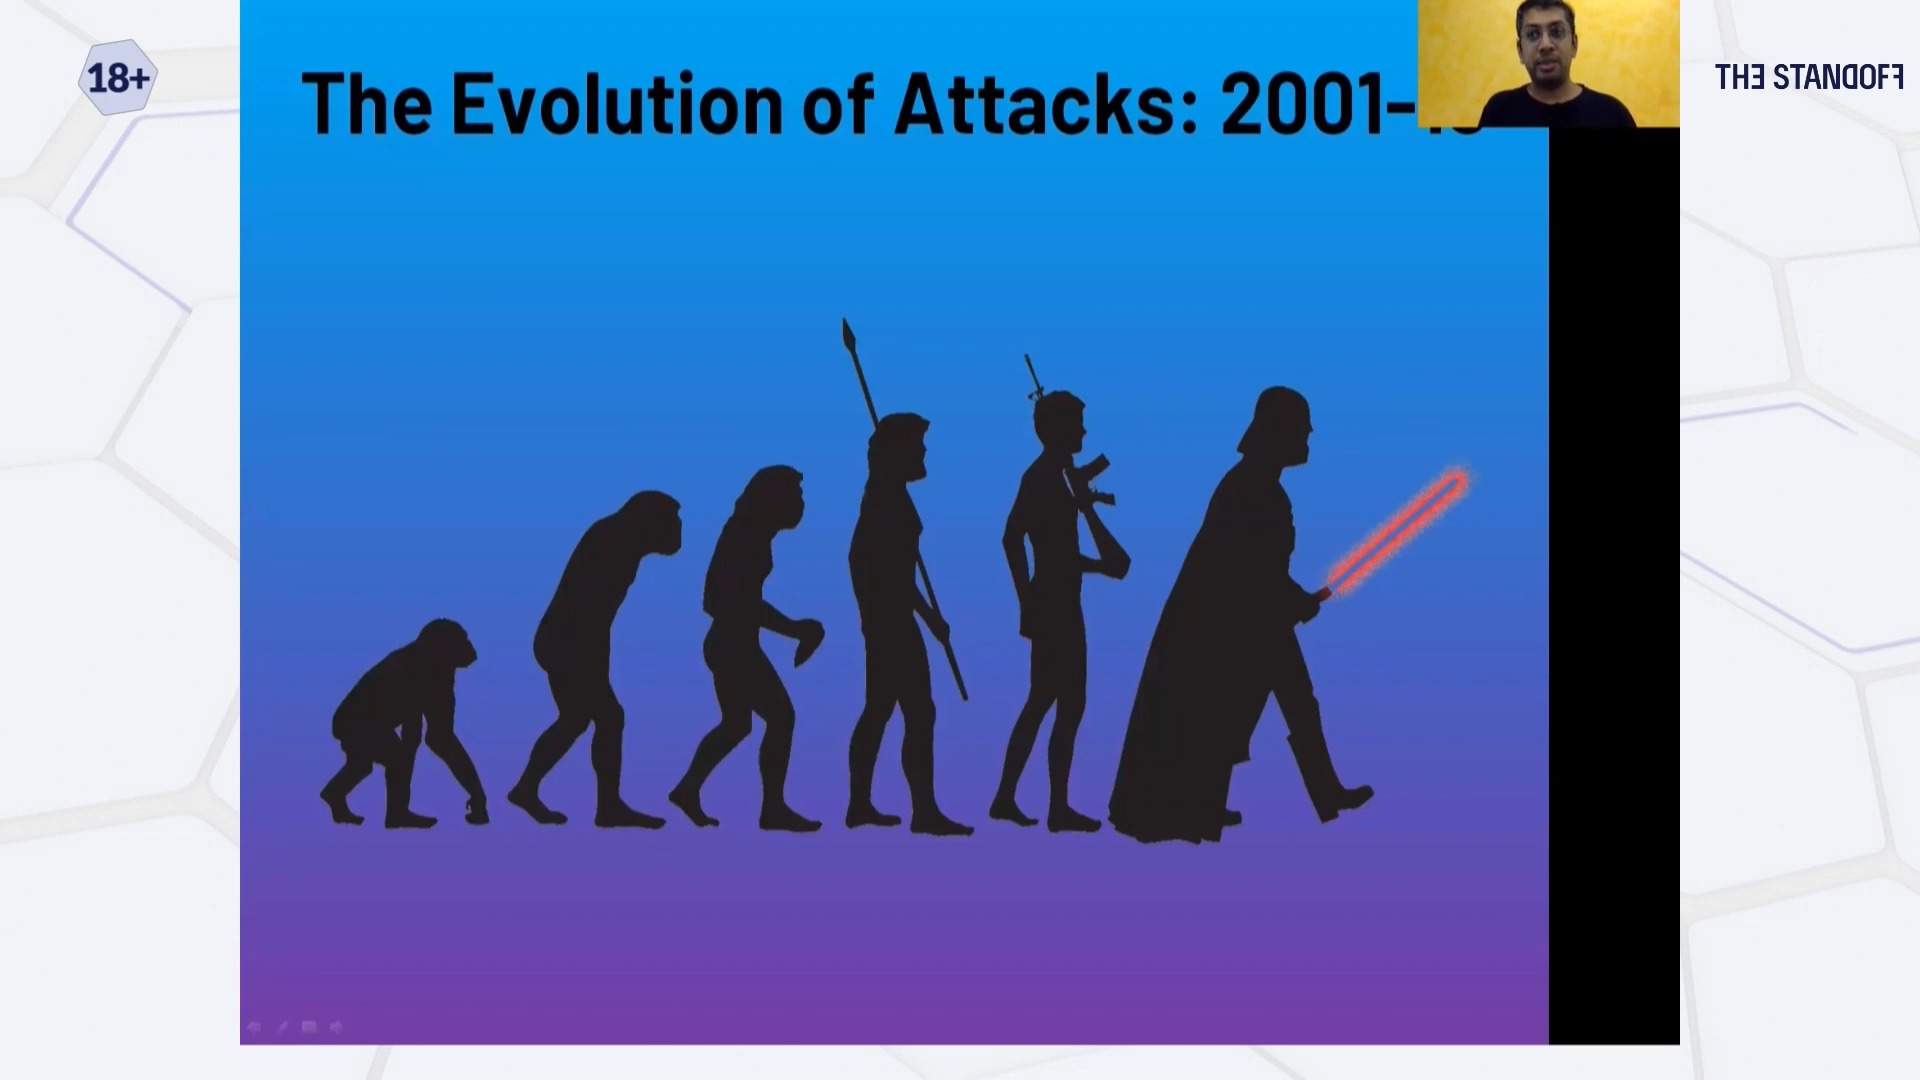 18+
The Evolution of Attacks: 2001-
THE STANDOFF